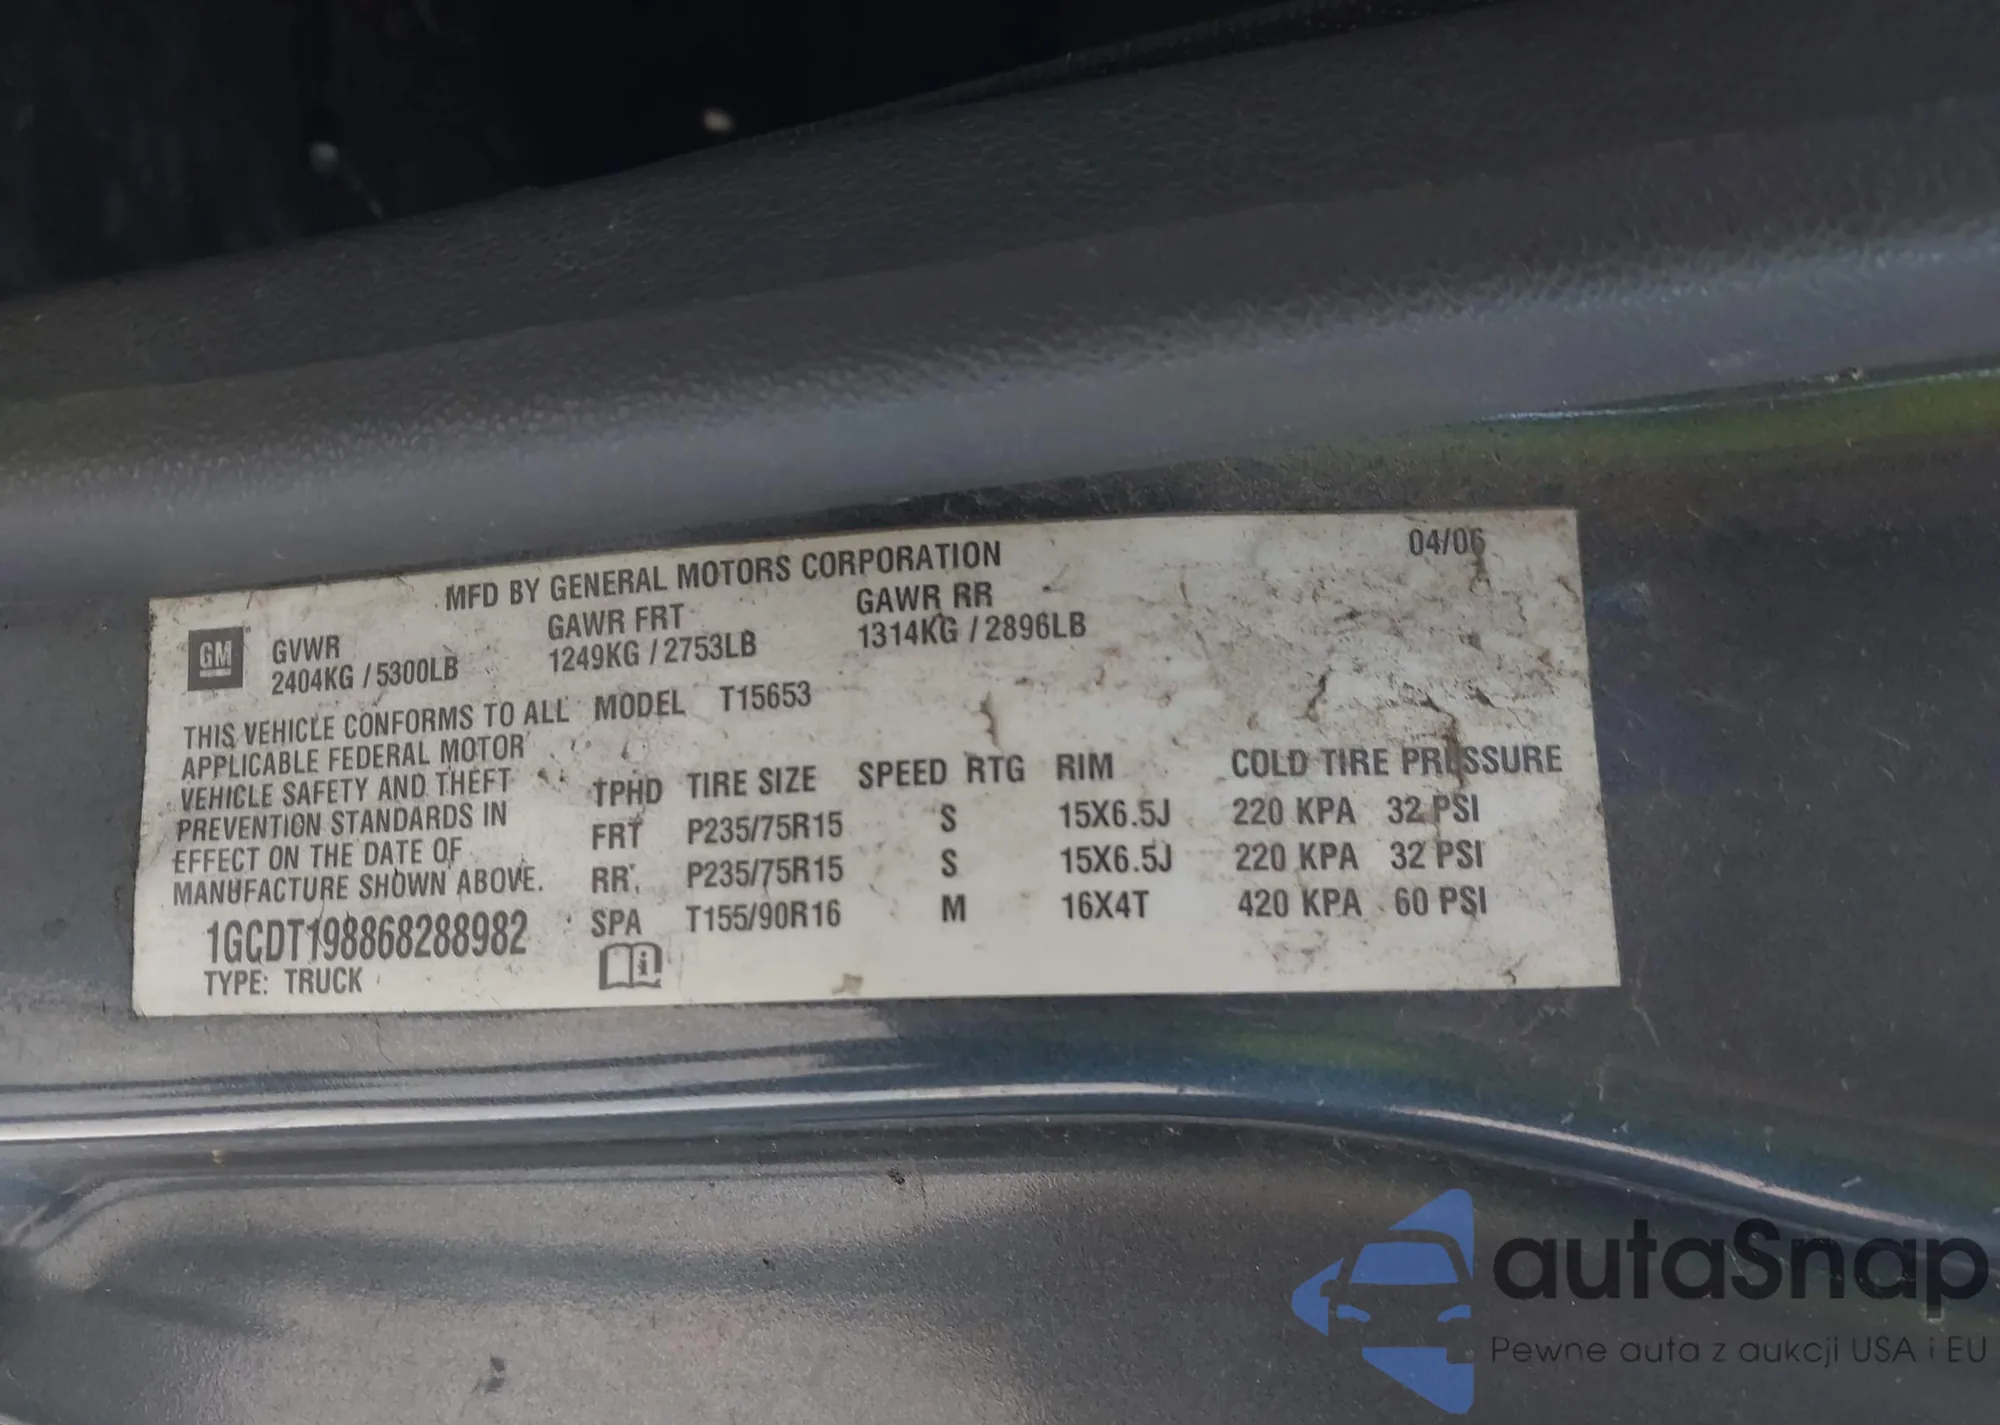 MFD BY GENERAL MOTORS CORPORATION 04/06
GM GVWR GAWR FRT GAWR RR
2404KG / 5300LB 1249KG / 2753LB 1314KG / 2896LB
THIS VEHICLE CONFORMS TO ALL
APPLICABLE FEDERAL MOTOR
VEHICLE SAFETY AND THEFT
PREVENTION STANDARDS IN
EFFECT ON THE DATE OF
MANUFACTURE SHOWN ABOVE.
1GCDT198868288982
TYPE: TRUCK
MODEL T15653
TPHD TIRE SIZE SPEED RTG RIM COLD TIRE PRESSURE
FRT P235/75R15 S 15X6.5J 220 KPA 32 PSI
RR P235/75R15 S 15X6.5J 220 KPA 32 PSI
SPA T155/90R16 M 16X4T 420 KPA 60 PSI
autaSnap
Pewne auta z aukcji USA i EU